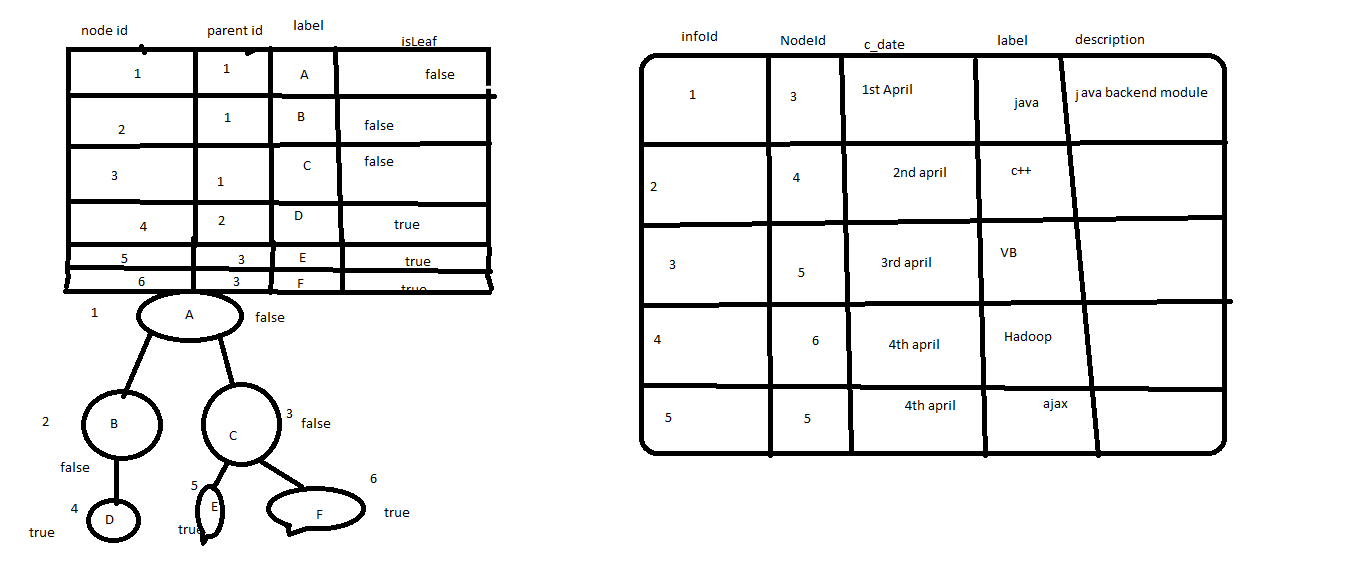 node id parent id label isLeaf
1 1 A false
2 1 B false
3 1 C false
4 2 D true
5 3 E true
6 3 F true
1 A false
2 B C 3 false
false
4 D true
5 E true
F 6 true
infoId NodeId c_date label description
1 3 1st April java java backend module
2 4 2nd april c++
3 5 3rd april VB
4 6 4th april Hadoop
5 5 4th april ajax